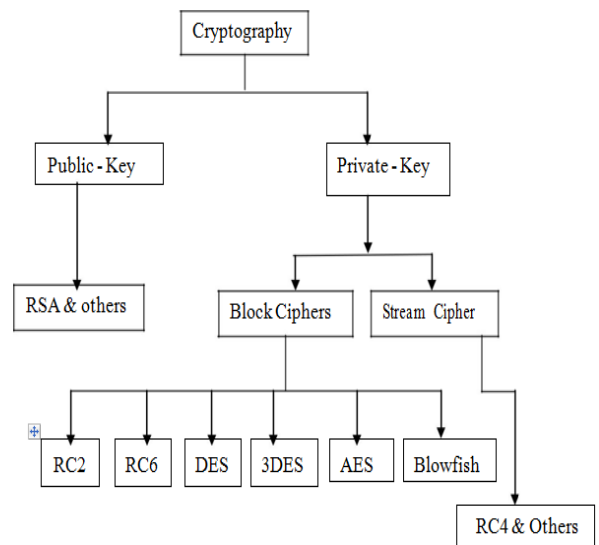 Cryptography
Public - Key
Private - Key
RSA & others
Block Ciphers
Stream Cipher
RC2
RC6
DES
3DES
AES
Blowfish
RC4 & Others